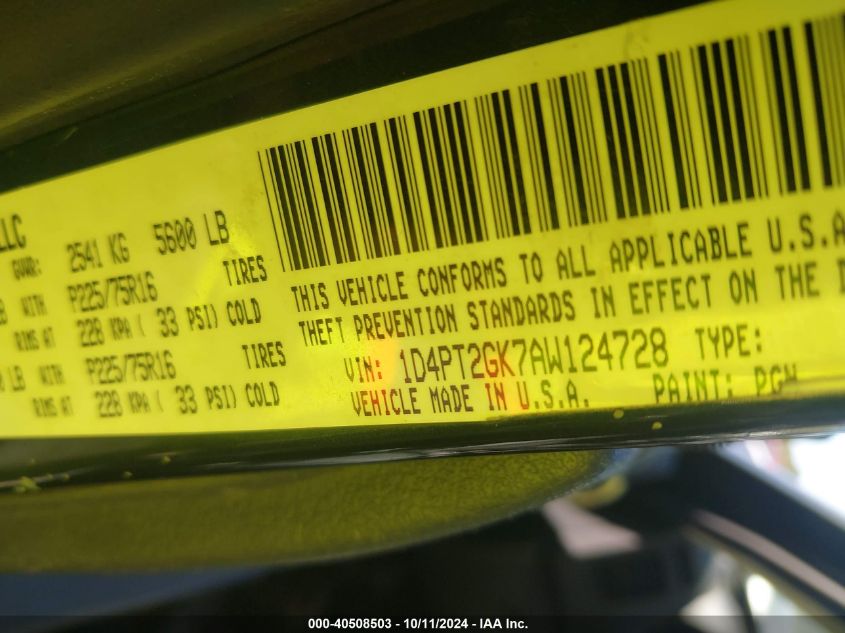 LLC
GVWR: 2541 KG 5600 LB
LB WITH P225/75R16 TIRES
RIMS AT 228 KPA ( 33 PSI) COLD
LB WITH P225/75R16 TIRES
RIMS AT 228 KPA ( 33 PSI) COLD
THIS VEHICLE CONFORMS TO ALL APPLICABLE U.S.A
THEFT PREVENTION STANDARDS IN EFFECT ON THE D
VIN: 1D4PT2GK7AW124728 TYPE:
VEHICLE MADE IN U.S.A. PAINT: PGW
000-40508503 - 10/11/2024 - IAA Inc.